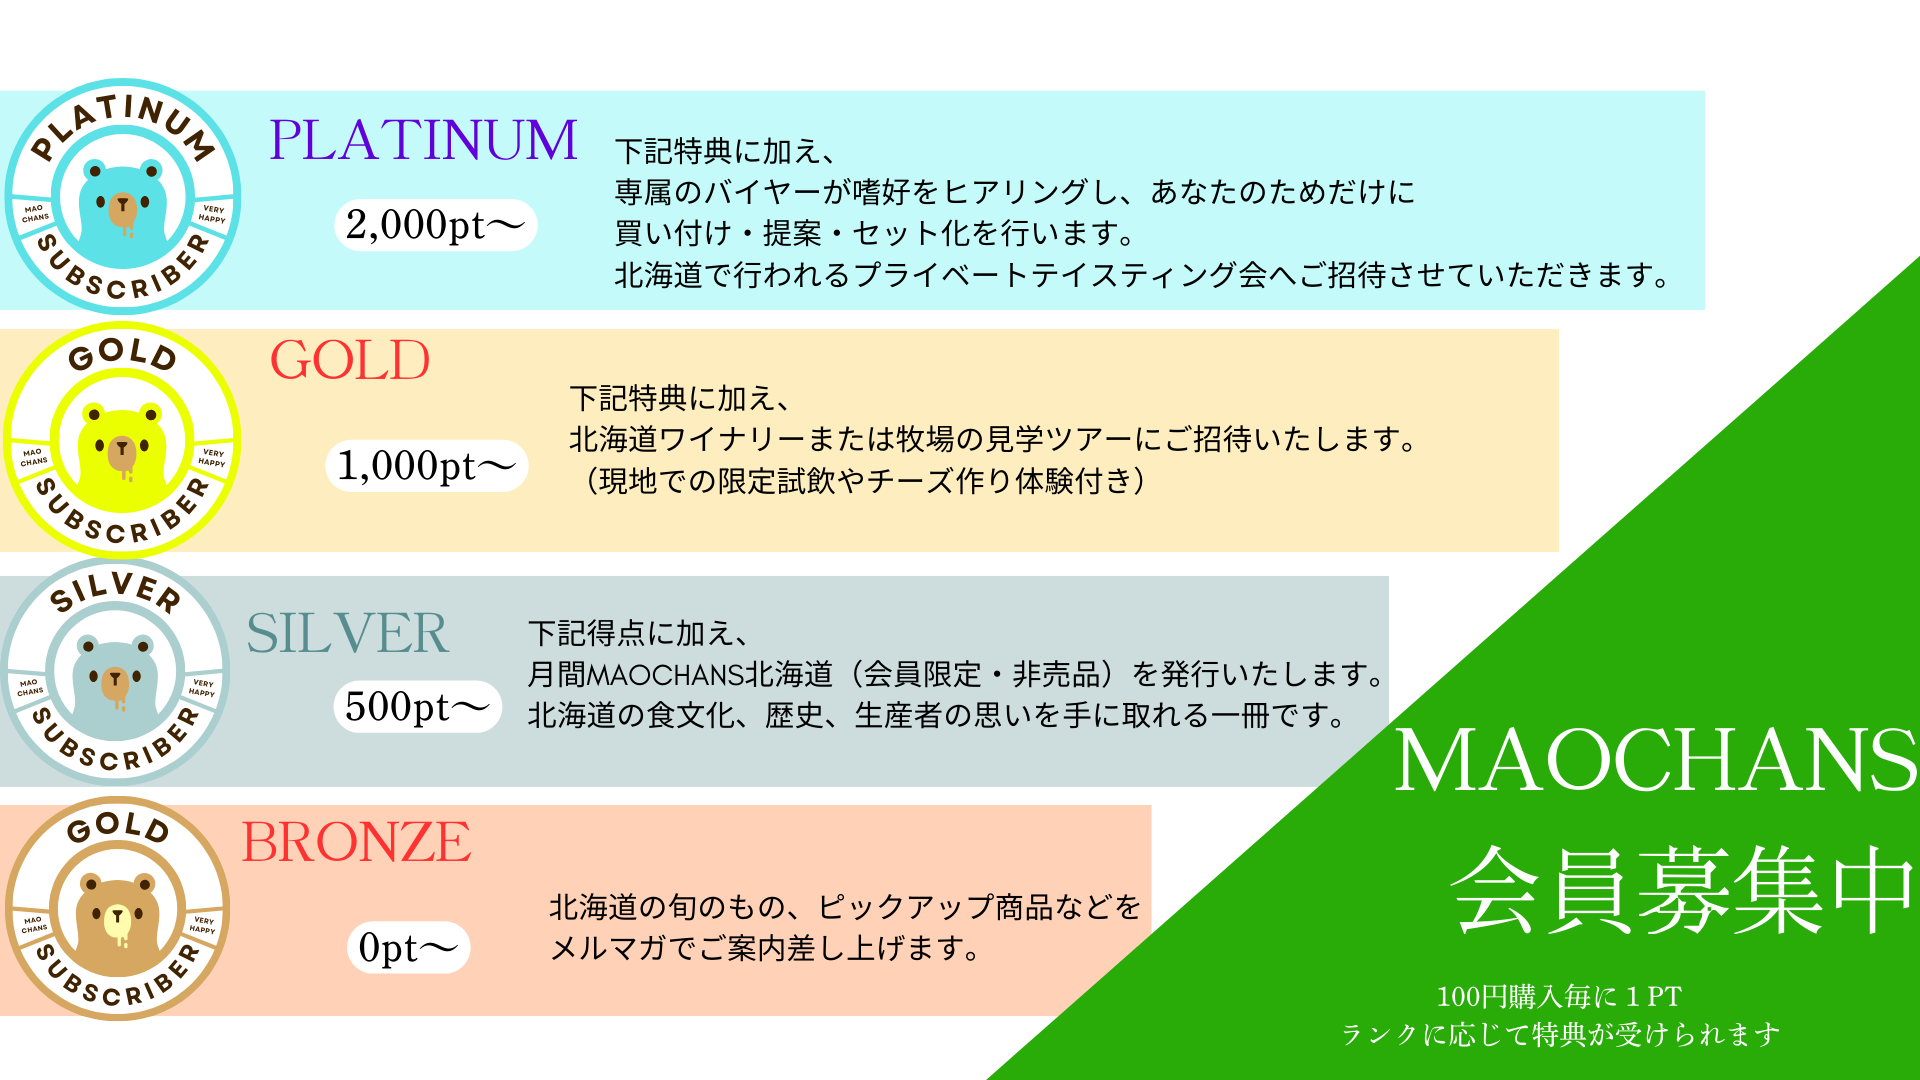 PLATINUM
MAO
CHANS
VERY
HAPPY
SUBSCRIBER
PLATINUM
2,000pt～
下記特典に加え、
専属のバイヤーが嗜好をヒアリングし、あなたのためだけに
買い付け・提案・セット化を行います。
北海道で行われるプライベートテイスティング会へご招待させていただきます。
GOLD
MAO
CHANS
VERY
HAPPY
SUBSCRIBER
GOLD
1,000pt～
下記特典に加え、
北海道ワイナリーまたは牧場の見学ツアーにご招待いたします。
（現地での限定試飲やチーズ作り体験付き）
SILVER
MAO
CHANS
VERY
HAPPY
SUBSCRIBER
SILVER
500pt～
下記得点に加え、
月間MAOCHANS北海道（会員限定・非売品）を発行いたします。
北海道の食文化、歴史、生産者の思いを手に取れる一冊です。
GOLD
MAO
CHANS
VERY
HAPPY
SUBSCRIBER
BRONZE
0pt～
北海道の旬のもの、ピックアップ商品などを
メルマガでご案内差し上げます。
MAOCHANS
会員募集中
100円購入毎に１PT
ランクに応じて特典が受けられます